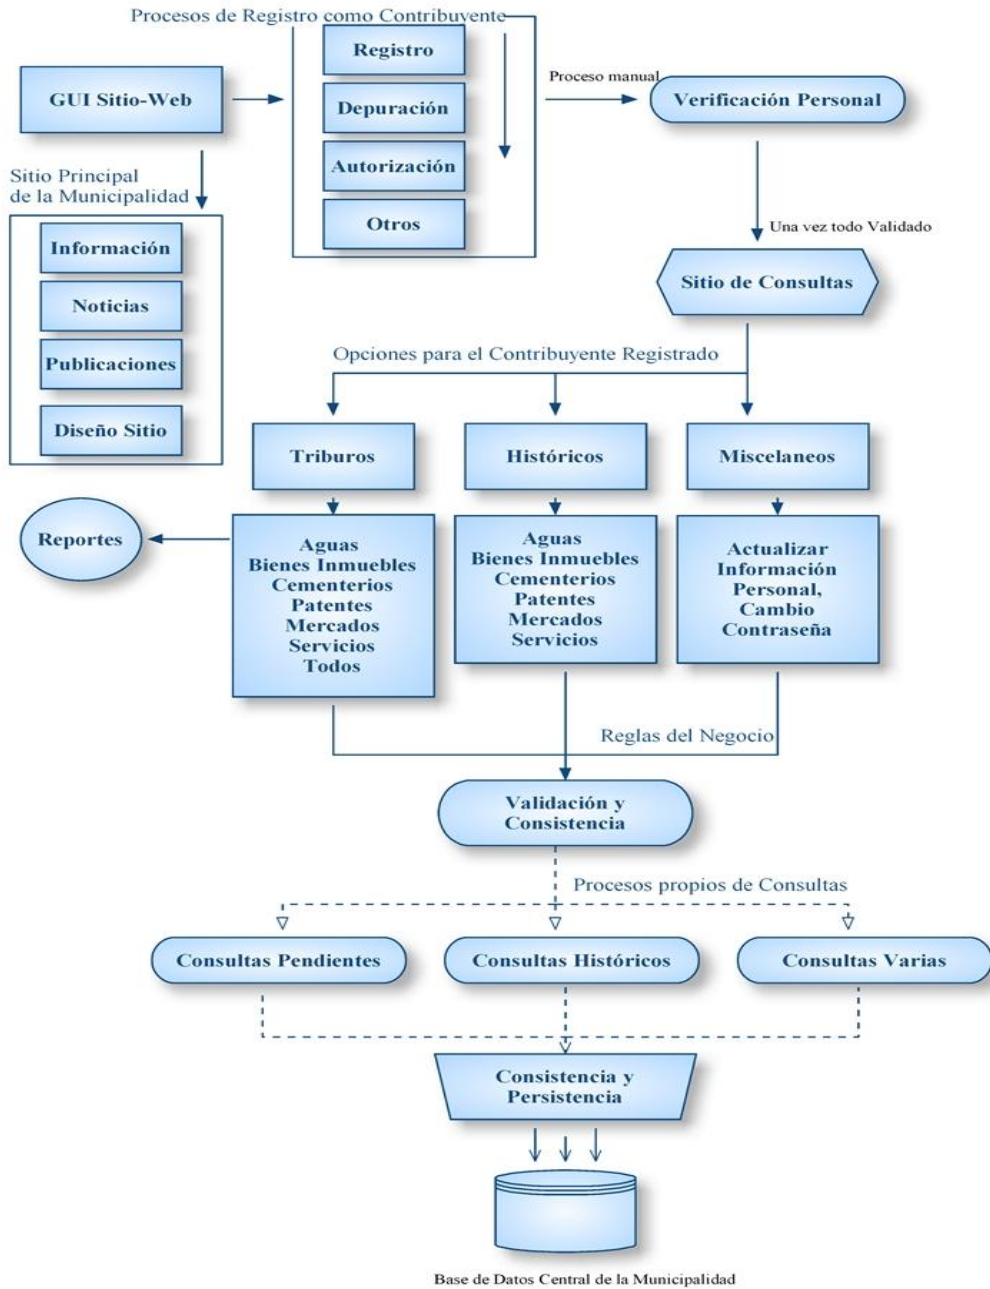 Procesos de Registro como Contribuyente
GUI Sitio-Web
Registro
Depuración
Autorización
Otros
Proceso manual
Verificación Personal
Sitio Principal
de la Municipalidad
Información
Noticias
Publicaciones
Diseño Sitio
Una vez todo Validado
Sitio de Consultas
Opciones para el Contribuyente Registrado
Triburos
Históricos
Miscelaneos
Reportes
Aguas
Bienes Inmuebles
Cementerios
Patentes
Mercados
Servicios
Todos
Aguas
Bienes Inmuebles
Cementerios
Patentes
Mercados
Servicios
Actualizar
Información
Personal,
Cambio
Contraseña
Reglas del Negocio
Validación y
Consistencia
Procesos propios de Consultas
Consultas Pendientes
Consultas Históricos
Consultas Varias
Consistencia y
Persistencia
Base de Datos Central de la Municipalidad